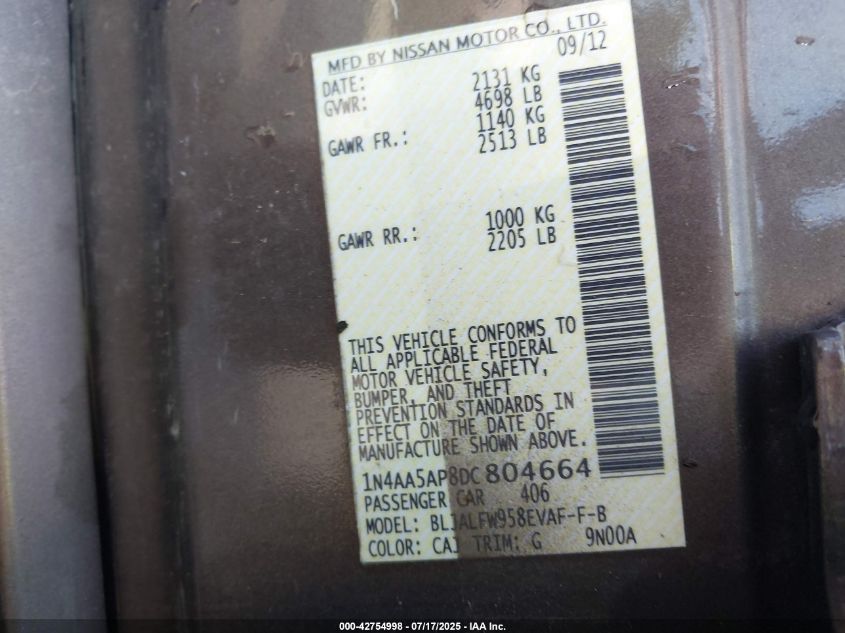 MFD BY NISSAN MOTOR CO., LTD.
DATE: 09/12
GVWR: 2131 KG
4698 LB
GAWR FR.: 1140 KG
2513 LB
GAWR RR.: 1000 KG
2205 LB
THIS VEHICLE CONFORMS TO
ALL APPLICABLE FEDERAL
MOTOR VEHICLE SAFETY,
BUMPER, AND THEFT
PREVENTION STANDARDS IN
EFFECT ON THE DATE OF
MANUFACTURE SHOWN ABOVE.
1N4AA5AP8DC804664
PASSENGER CAR 406
MODEL: BLJALFW958EVAF-F-B
COLOR: CAJ TRIM: G 9N00A
000-42754998 - 07/17/2025 - IAA Inc.